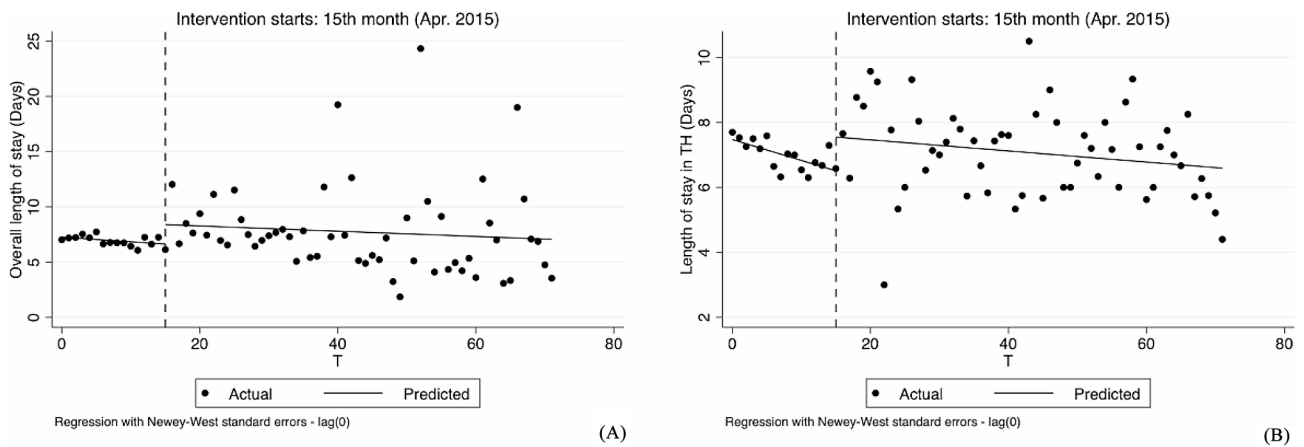 Intervention starts: 15th month (Apr. 2015)
Overall length of stay (Days)
25
20
15
10
5
0
0 20 40 60 80
T
Actual Predicted
Regression with Newey-West standard errors - lag(0)
(A)
Intervention starts: 15th month (Apr. 2015)
Length of stay in TH (Days)
10
8
6
4
2
0 20 40 60 80
T
Actual Predicted
Regression with Newey-West standard errors - lag(0)
(B)